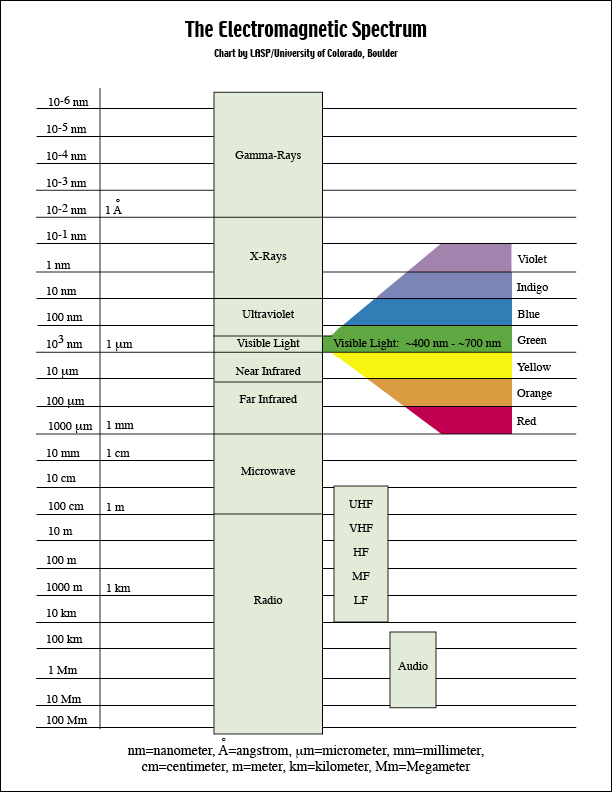 The Electromagnetic Spectrum
Chart by LASP/University of Colorado, Boulder
10-6 nm
10-5 nm
10-4 nm
Gamma-Rays
10-3 nm
10-2 nm 1 Å
10-1 nm
X-Rays
1 nm
Violet
10 nm
Indigo
100 nm
Ultraviolet
Blue
10³ nm 1 μm
Visible Light
Visible Light: ~400 nm - ~700 nm
Green
10 μm
Near Infrared
Yellow
100 μm
Far Infrared
Orange
1000 μm 1 mm
Red
10 mm 1 cm
Microwave
10 cm
100 cm 1 m
UHF
10 m
VHF
100 m
HF
1000 m 1 km
MF
10 km
Radio
LF
100 km
1 Mm
Audio
10 Mm
100 Mm
nm=nanometer, Å=angstrom, μm=micrometer, mm=millimeter,
cm=centimeter, m=meter, km=kilometer, Mm=Megameter